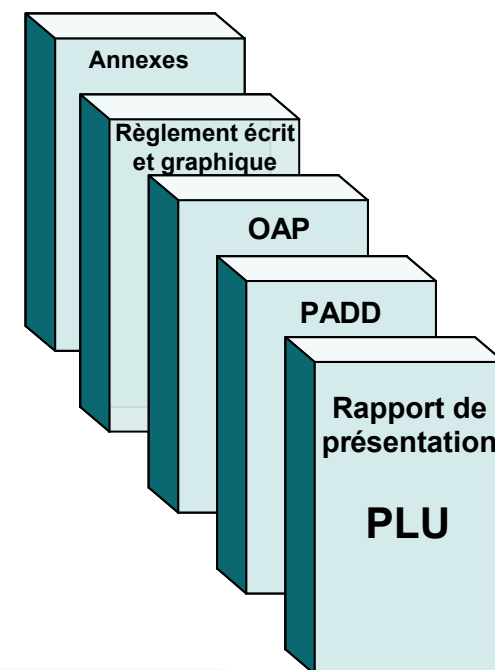 Annexes
Règlement écrit
et graphique
OAP
PADD
Rapport de
présentation
PLU